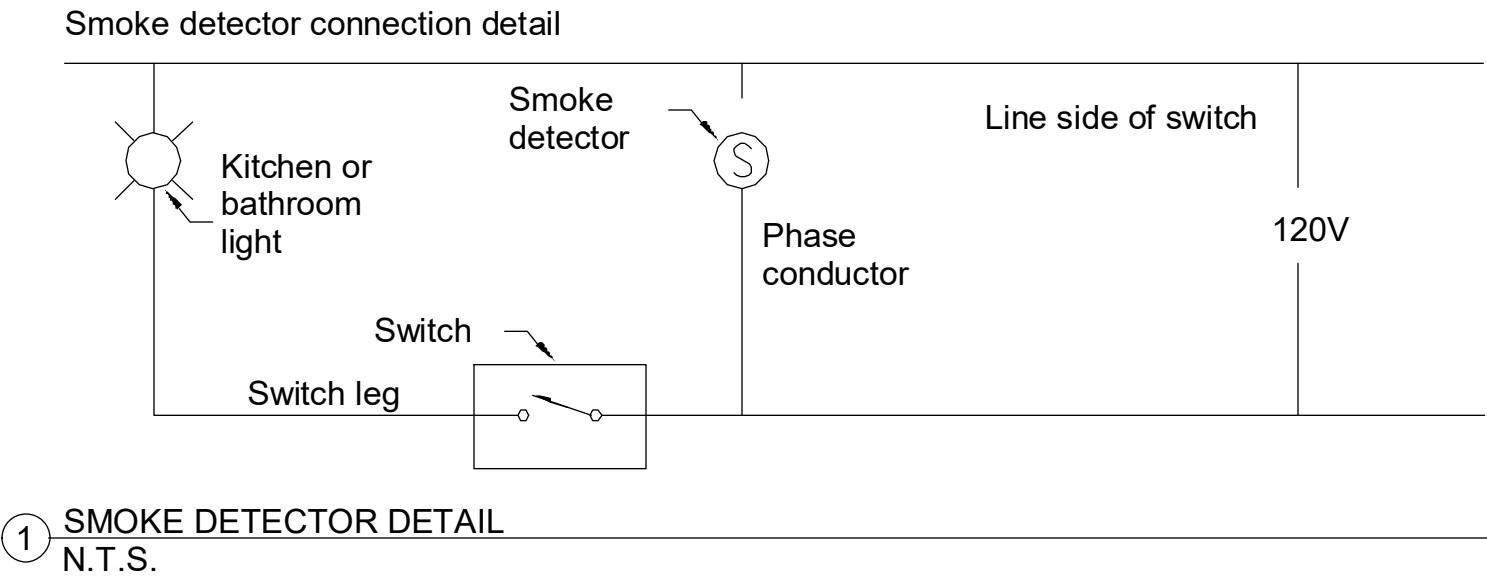 Smoke detector connection detail
Smoke
detector
Line side of switch
Kitchen or
bathroom
light
S
Phase
conductor
120V
Switch
Switch leg
1
SMOKE DETECTOR DETAIL
N.T.S.